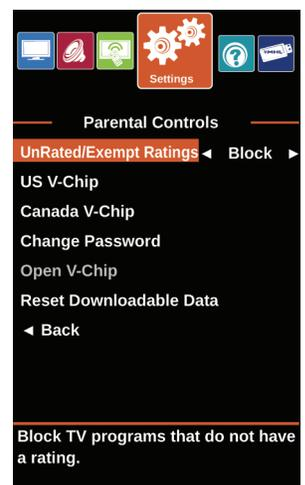 Settings
Parental Controls
UnRated/Exempt Ratings ◄ Block ►
US V-Chip
Canada V-Chip
Change Password
Open V-Chip
Reset Downloadable Data
◄ Back
Block TV programs that do not have
a rating.